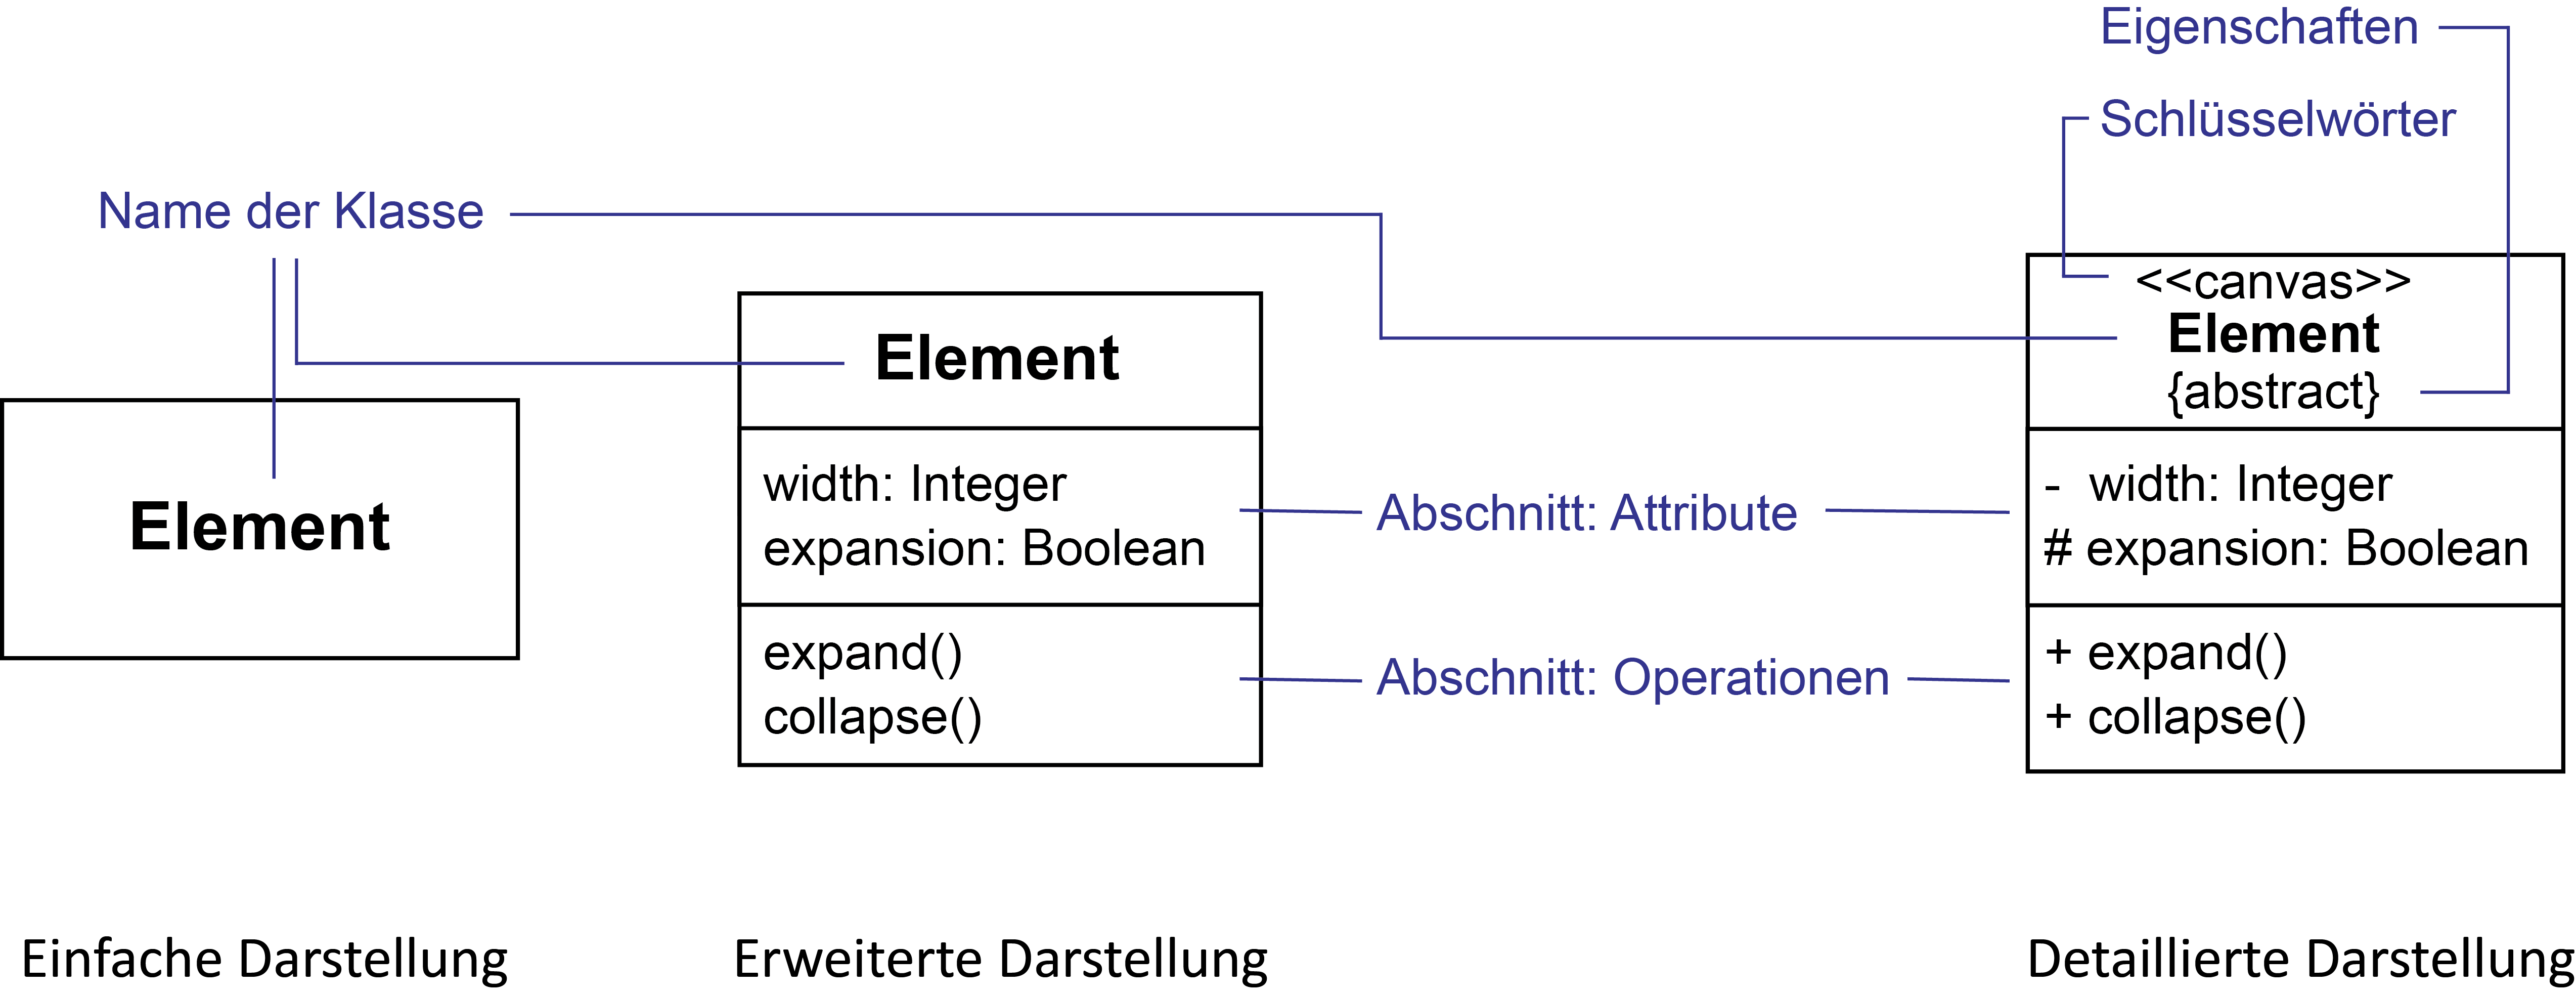 Eigenschaften
Schlüsselwörter
Name der Klasse
Element
Element
width: Integer
expansion: Boolean
expand()
collapse()
Abschnitt: Attribute
Abschnitt: Operationen
<<canvas>>
Element
{abstract}
- width: Integer
# expansion: Boolean
+ expand()
+ collapse()
Einfache Darstellung
Erweiterte Darstellung
Detaillierte Darstellung